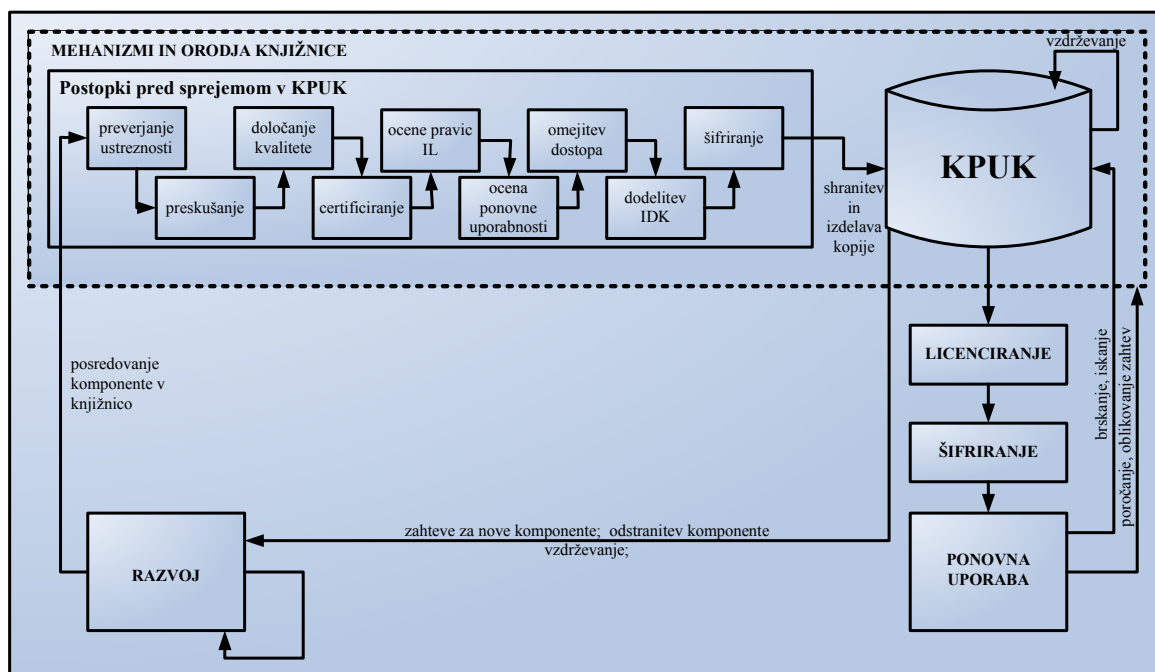 vzdrževanje
MEHANIZMI IN ORODJA KNJIŽNICE
Postopki pred sprejemom v KPUK
preverjanje
ustreznosti
določanje
kvalitete
ocene pravic
IL
omejitev
dostopa
šifriranje
preskušanje
certificiranje
ocena
ponovne
uporabnosti
dodelitev
IDK
KPUK
shranitev
in
izdelava
kopije
posredovanje
komponente v
knjižnico
LICENCIRANJE
ŠIFRIRANJE
brskanje, iskanje
poročanje, oblikovanje zahtev
zahteve za nove komponente;  odstranitev komponente
vzdrževanje;
RAZVOJ
PONOVNA
UPORABA